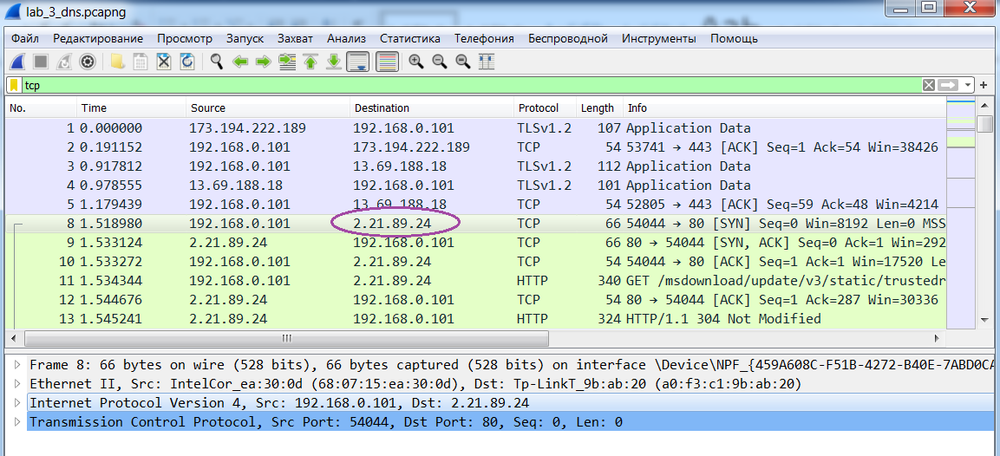 lab_3_dns.pcapng
Файл Редактирование Просмотр Запуск Захват Анализ Статистика Телефония Беспроводной Инструменты Помощь
tcp
No. Time Source Destination Protocol Length Info
1 0.000000 173.194.222.189 192.168.0.101 TLSv1.2 107 Application Data
2 0.191152 192.168.0.101 173.194.222.189 TCP 54 53741 → 443 [ACK] Seq=1 Ack=54 Win=38426
3 0.917812 192.168.0.101 13.69.188.18 TLSv1.2 112 Application Data
4 0.978555 13.69.188.18 192.168.0.101 TLSv1.2 101 Application Data
5 1.179439 192.168.0.101 13.69.188.18 TCP 54 52805 → 443 [ACK] Seq=59 Ack=48 Win=4214
8 1.518980 192.168.0.101 2.21.89.24 TCP 66 54044 → 80 [SYN] Seq=0 Win=8192 Len=0 MSS
9 1.533124 2.21.89.24 192.168.0.101 TCP 66 80 → 54044 [SYN, ACK] Seq=0 Ack=1 Win=292
10 1.533272 192.168.0.101 2.21.89.24 TCP 54 54044 → 80 [ACK] Seq=1 Ack=1 Win=17520 Le
11 1.534344 192.168.0.101 2.21.89.24 HTTP 340 GET /msdownload/update/v3/static/trustedr
12 1.544676 2.21.89.24 192.168.0.101 TCP 54 80 → 54044 [ACK] Seq=1 Ack=287 Win=30336
13 1.545241 2.21.89.24 192.168.0.101 HTTP 324 HTTP/1.1 304 Not Modified
Frame 8: 66 bytes on wire (528 bits), 66 bytes captured (528 bits) on interface \Device\NPF_{459A608C-F51B-4272-B40E-7ABD0CA
Ethernet II, Src: IntelCor_ea:30:0d (68:07:15:ea:30:0d), Dst: Tp-LinkT_9b:ab:20 (a0:f3:c1:9b:ab:20)
Internet Protocol Version 4, Src: 192.168.0.101, Dst: 2.21.89.24
Transmission Control Protocol, Src Port: 54044, Dst Port: 80, Seq: 0, Len: 0